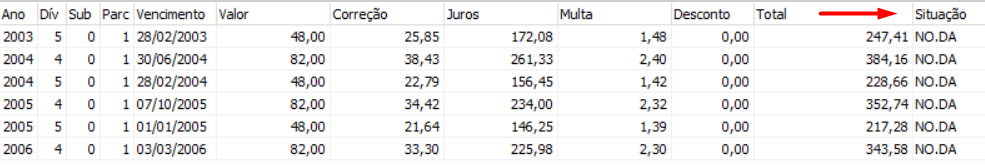 Ano Dív Sub Parc Vencimento Valor Correção Juros Multa Desconto Total Situação
2003 5 0 1 28/02/2003 48,00 25,85 172,08 1,48 0,00 247,41 NO.DA
2004 4 0 1 30/06/2004 82,00 38,43 261,33 2,40 0,00 384,16 NO.DA
2004 5 0 1 28/02/2004 48,00 22,79 156,45 1,42 0,00 228,66 NO.DA
2005 4 0 1 07/10/2005 82,00 34,42 234,00 2,32 0,00 352,74 NO.DA
2005 5 0 1 01/01/2005 48,00 21,64 146,25 1,39 0,00 217,28 NO.DA
2006 4 0 1 03/03/2006 82,00 33,30 225,98 2,30 0,00 343,58 NO.DA